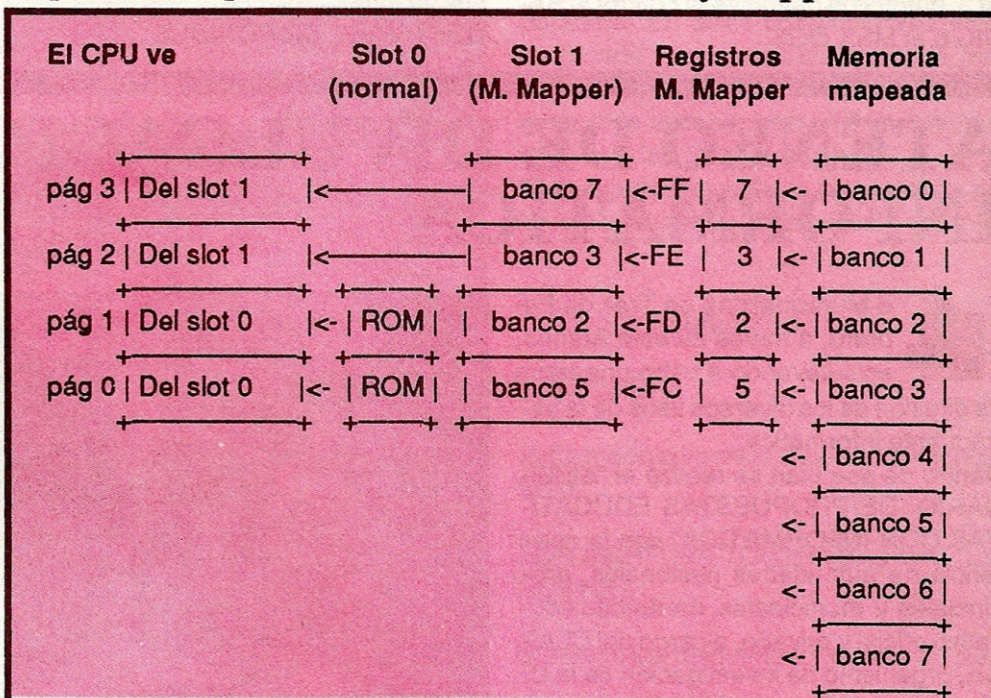 El CPU ve Slot 0 Slot 1 Registros Memoria
(normal) (M. Mapper) M. Mapper mapeada
pág 3 | Del slot 1 |<————| banco 7 |<-FF | 7 |<- | banco 0 |
pág 2 | Del slot 1 |<————| banco 3 |<-FE | 3 |<- | banco 1 |
pág 1 | Del slot 0 |<- | ROM | | banco 2 |<-FD | 2 |<- | banco 2 |
pág 0 | Del slot 0 |<- | ROM | | banco 5 |<-FC | 5 |<- | banco 3 |
<- | banco 4 |
<- | banco 5 |
<- | banco 6 |
<- | banco 7 |